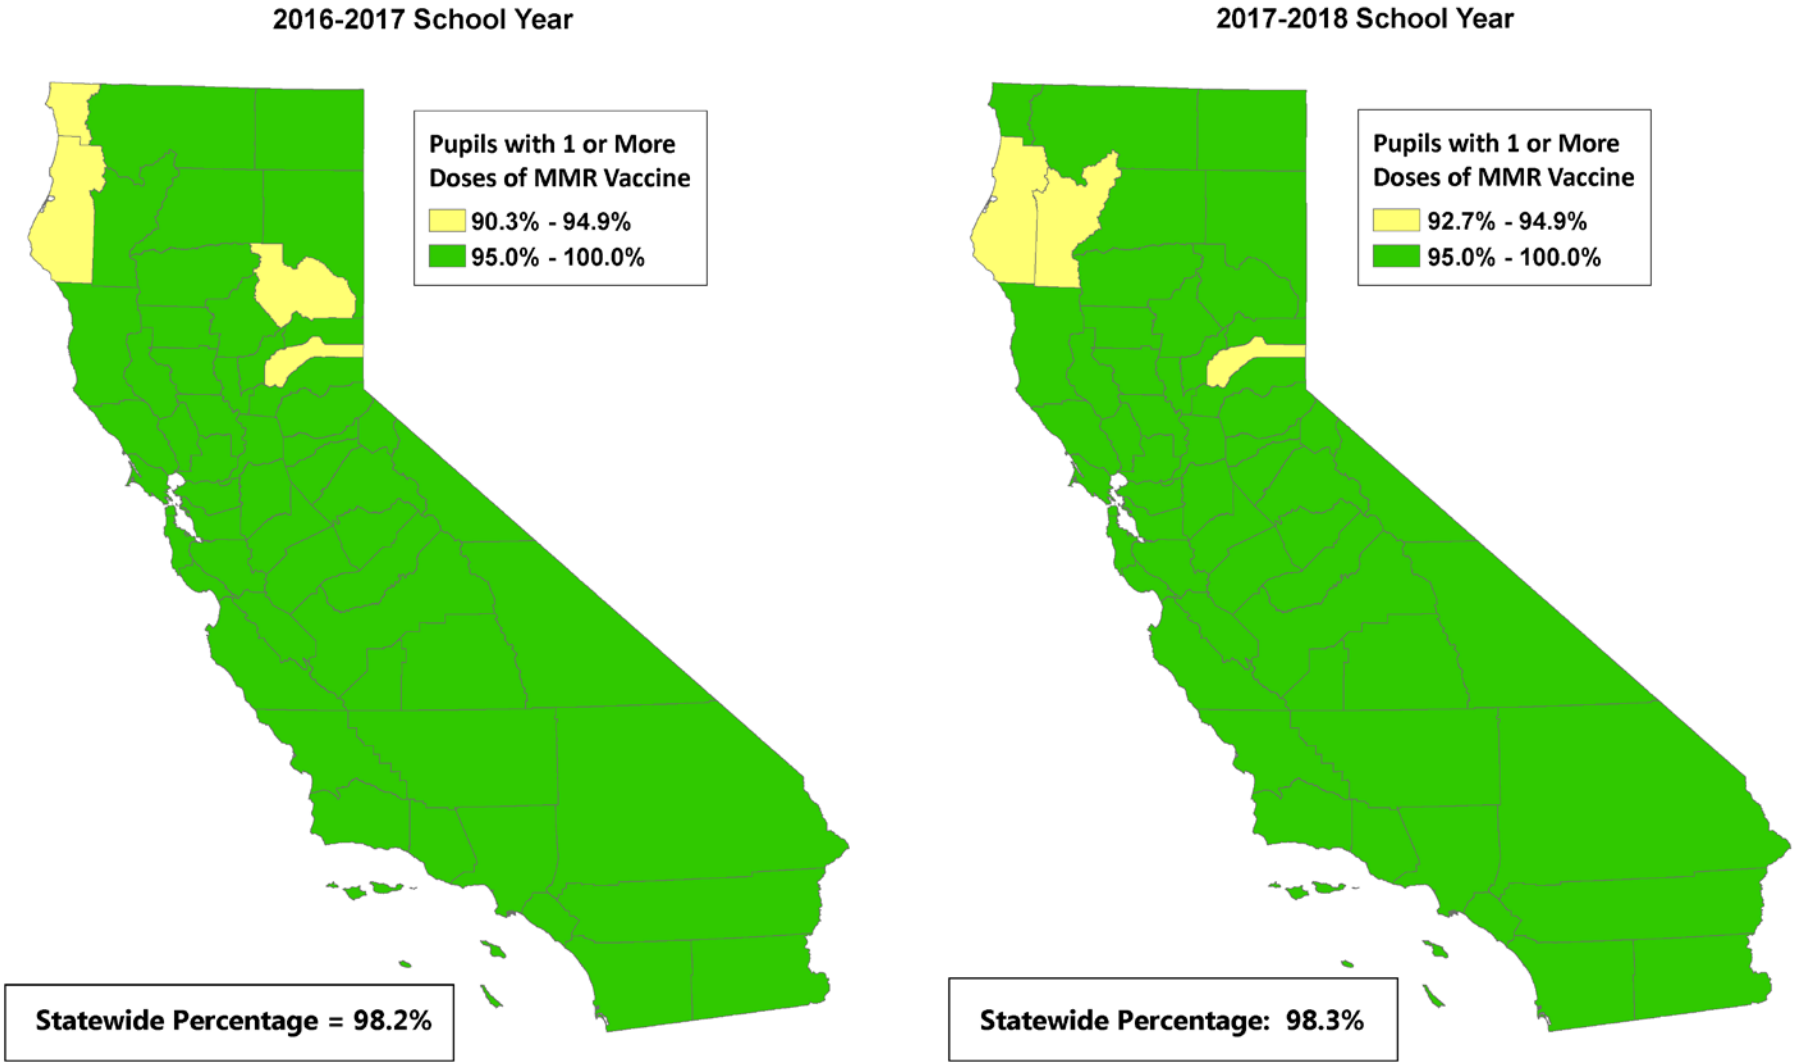 2016-2017 School Year
Pupils with 1 or More
Doses of MMR Vaccine
90.3% - 94.9%
95.0% - 100.0%
Statewide Percentage = 98.2%
2017-2018 School Year
Pupils with 1 or More
Doses of MMR Vaccine
92.7% - 94.9%
95.0% - 100.0%
Statewide Percentage: 98.3%